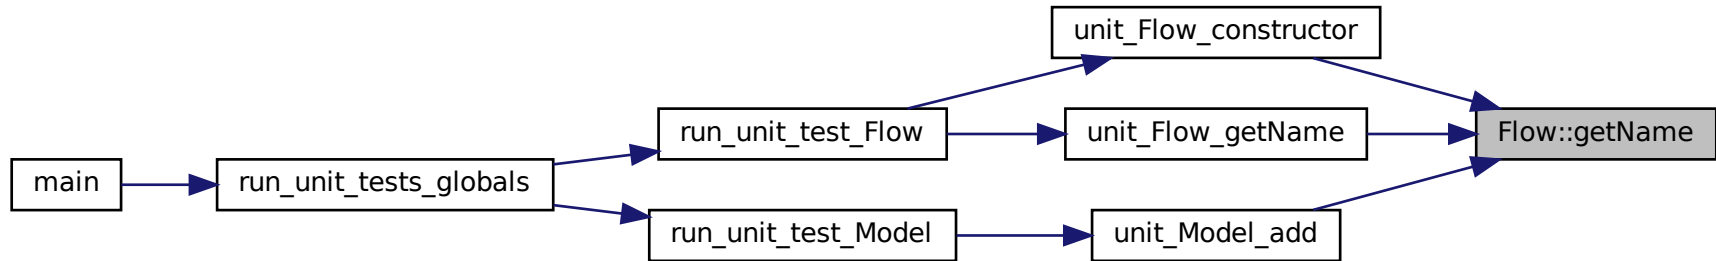 unit_Flow_constructor
run_unit_test_Flow
unit_Flow_getName
Flow::getName
main
run_unit_tests_globals
run_unit_test_Model
unit_Model_add